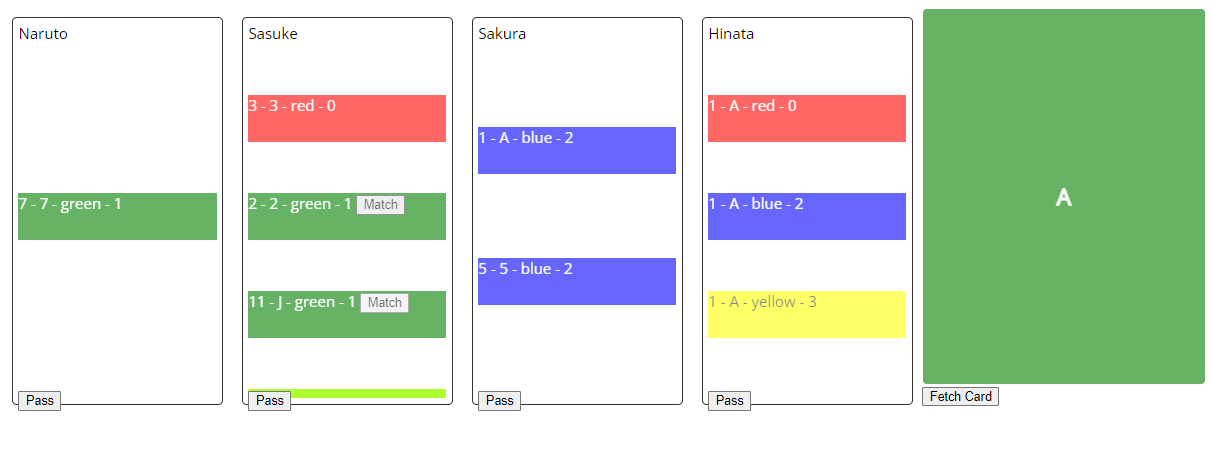 Naruto
7 - 7 - green - 1
Pass
Sasuke
3 - 3 - red - 0
2 - 2 - green - 1 Match
11 - J - green - 1 Match
Pass
Sakura
1 - A - blue - 2
5 - 5 - blue - 2
Pass
Hinata
1 - A - red - 0
1 - A - blue - 2
1 - A - yellow - 3
Pass
A
Fetch Card